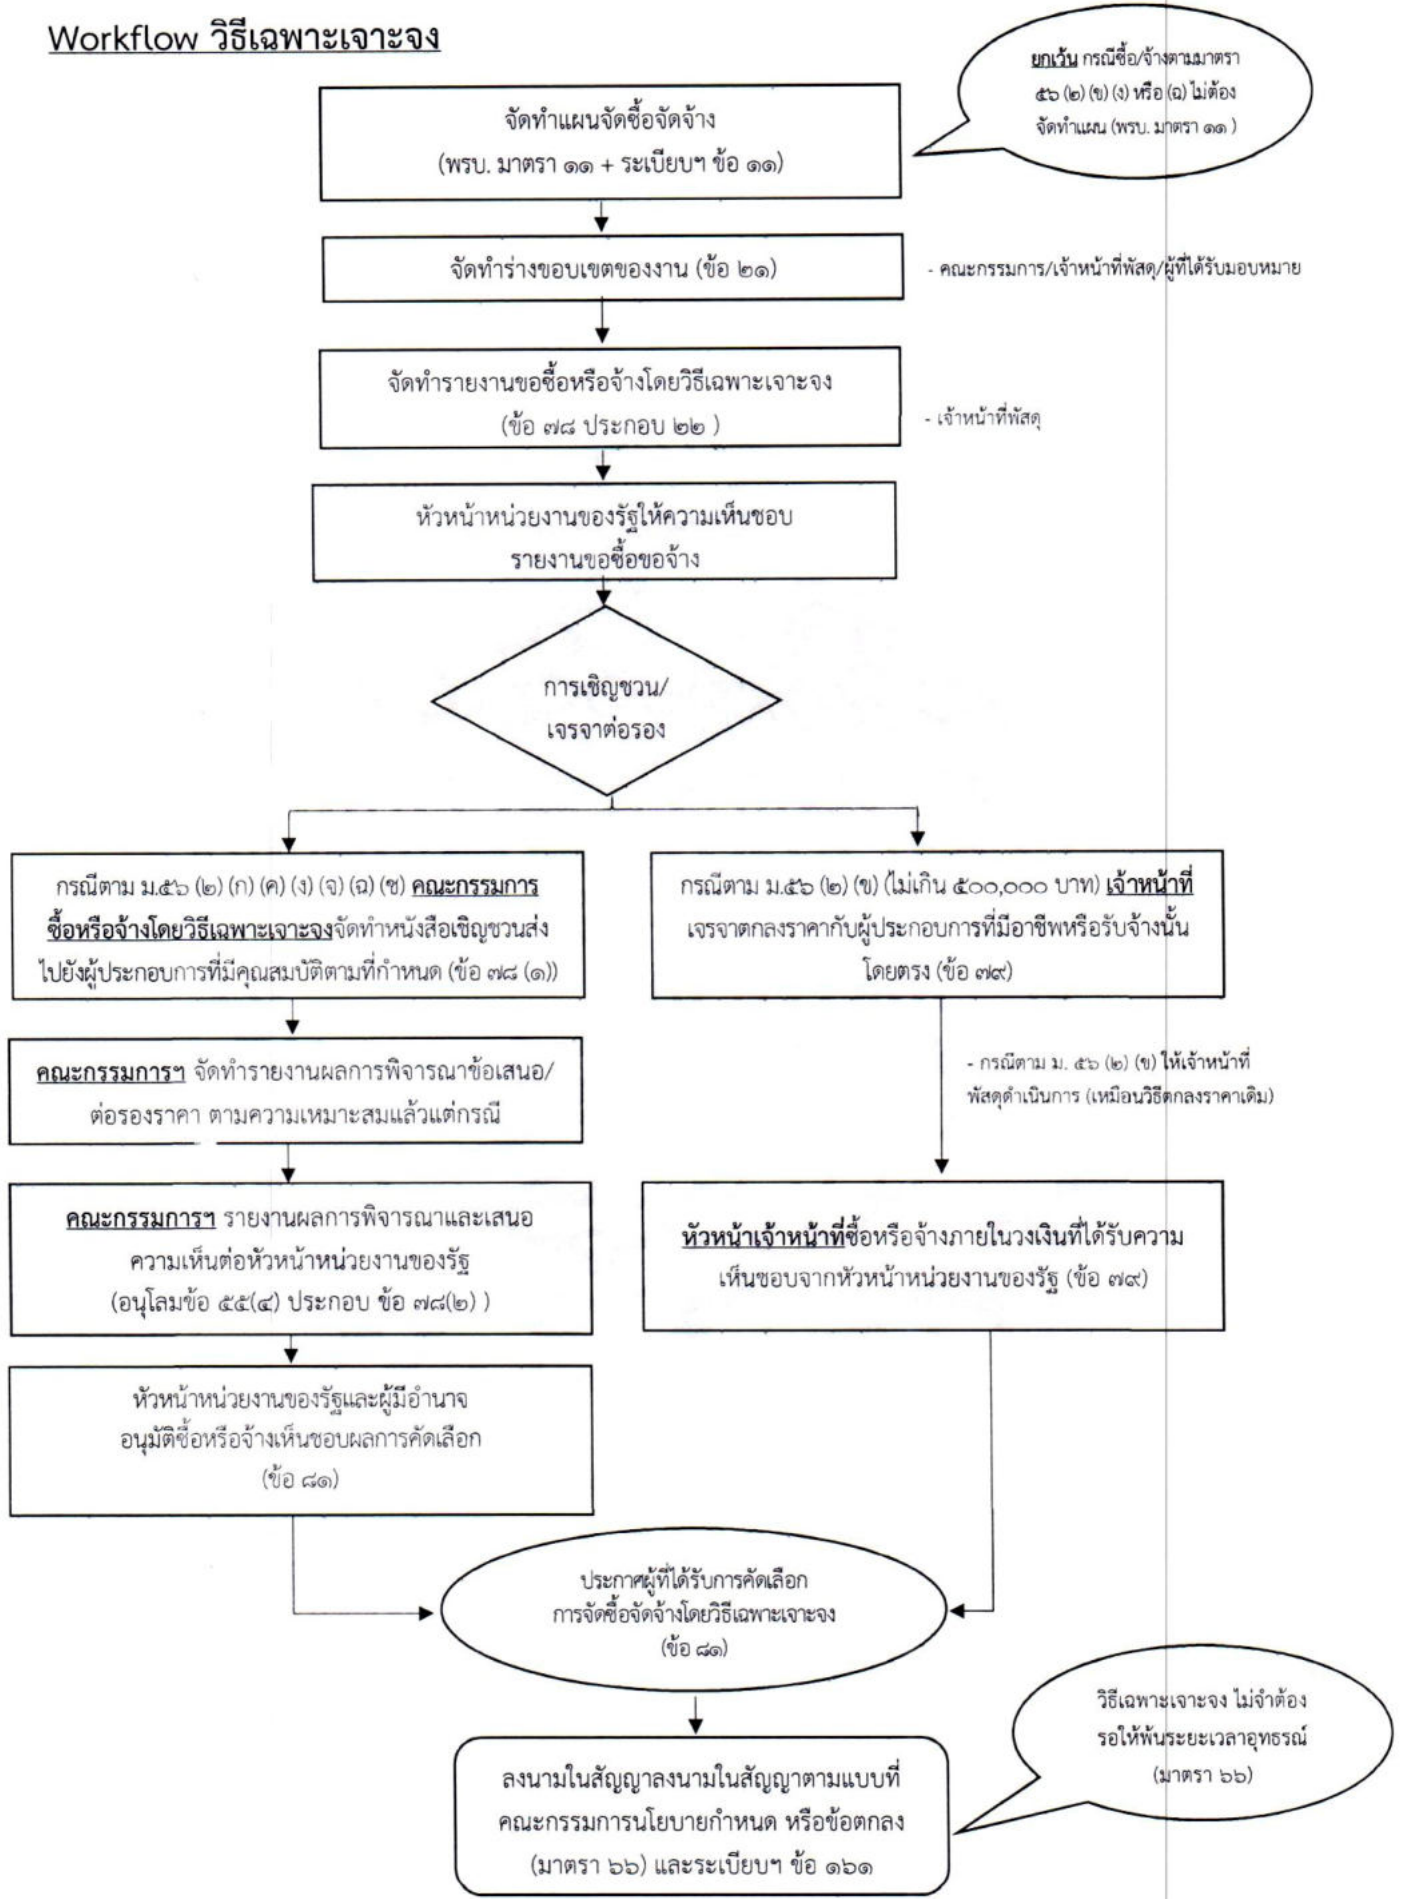 Workflow วิธีเฉพาะเจาะจง
ยกเว้น กรณีซื้อ/จ้างตามมาตรา
๕๖ (๒) (ข) (ง) หรือ (ฉ) ไม่ต้อง
จัดทำแผน (พรบ. มาตรา ๑๑ )
จัดทำแผนจัดซื้อจัดจ้าง
(พรบ. มาตรา ๑๑ + ระเบียบฯ ข้อ ๑๑)
จัดทำร่างขอบเขตของงาน (ข้อ ๒๑)
- คณะกรรมการ/เจ้าหน้าที่พัสดุ/ผู้ที่ได้รับมอบหมาย
จัดทำรายงานขอซื้อหรือจ้างโดยวิธีเฉพาะเจาะจง
(ข้อ ๗๘ ประกอบ ๒๒ )
- เจ้าหน้าที่พัสดุ
หัวหน้าหน่วยงานของรัฐให้ความเห็นชอบ
รายงานขอซื้อขอจ้าง
การเชิญชวน/
เจรจาต่อรอง
กรณีตาม ม.๕๖ (๒) (ก) (ค) (ง) (จ) (ฉ) (ช) คณะกรรมการ
ซื้อหรือจ้างโดยวิธีเฉพาะเจาะจงจัดทำหนังสือเชิญชวนส่ง
ไปยังผู้ประกอบการที่มีคุณสมบัติตามที่กำหนด (ข้อ ๗๘ (๑))
กรณีตาม ม.๕๖ (๒) (ข) (ไม่เกิน ๕๐๐,๐๐๐ บาท) เจ้าหน้าที่
เจรจาตกลงราคากับผู้ประกอบการที่มีอาชีพหรือรับจ้างนั้น
โดยตรง (ข้อ ๗๙)
คณะกรรมการฯ จัดทำรายงานผลการพิจารณาข้อเสนอ/
ต่อรองราคา ตามความเหมาะสมแล้วแต่กรณี
- กรณีตาม ม. ๕๖ (๒) (ข) ให้เจ้าหน้าที่
พัสดุดำเนินการ (เหมือนวิธีตกลงราคาเดิม)
คณะกรรมการฯ รายงานผลการพิจารณาและเสนอ
ความเห็นต่อหัวหน้าหน่วยงานของรัฐ
(อนุโลมข้อ ๕๕(๔) ประกอบ ข้อ ๗๘(๒) )
หัวหน้าเจ้าหน้าที่ซื้อหรือจ้างภายในวงเงินที่ได้รับความ
เห็นชอบจากหัวหน้าหน่วยงานของรัฐ (ข้อ ๗๙)
หัวหน้าหน่วยงานของรัฐและผู้มีอำนาจ
อนุมัติซื้อหรือจ้างเห็นชอบผลการคัดเลือก
(ข้อ ๘๑)
ประกาศผู้ที่ได้รับการคัดเลือก
การจัดซื้อจัดจ้างโดยวิธีเฉพาะเจาะจง
(ข้อ ๘๑)
วิธีเฉพาะเจาะจง ไม่จำต้อง
รอให้พ้นระยะเวลาอุทธรณ์
(มาตรา ๖๖)
ลงนามในสัญญาลงนามในสัญญาตามแบบที่
คณะกรรมการนโยบายกำหนด หรือข้อตกลง
(มาตรา ๖๖) และระเบียบฯ ข้อ ๑๖๑